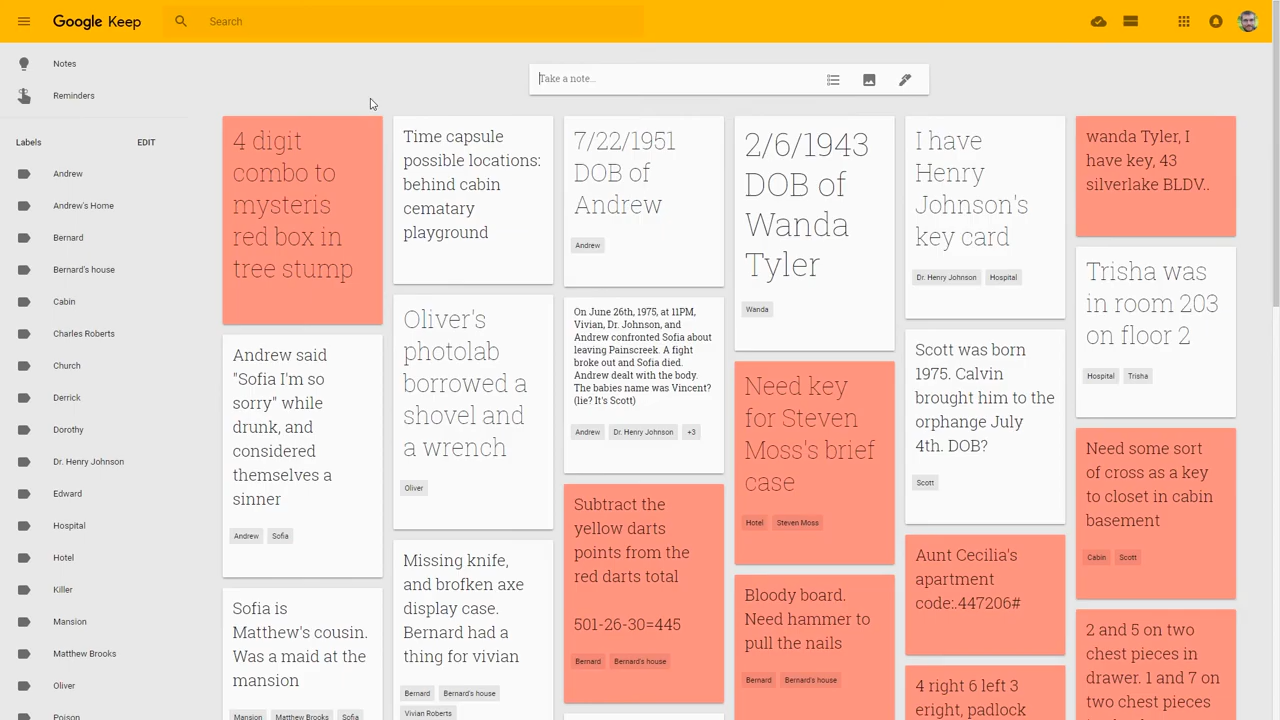 Google Keep
Search
Notes
Reminders
Labels
EDIT
Andrew
Andrew's Home
Bernard
Bernard's house
Cabin
Charles Roberts
Church
Derrick
Dorothy
Dr. Henry Johnson
Edward
Hospital
Hotel
Killer
Mansion
Matthew Brooks
Oliver
Poison
Take a note...
4 digit
combo to
mysteris
red box in
tree stump
Andrew said
"Sofia I'm so
sorry" while
drunk, and
considered
themselves a
sinner
Andrew
Sofia
Sofia is
Matthew's cousin.
Was a maid at the
mansion
Mansion
Matthew Brooks
Sofia
Time capsule
possible locations:
behind cabin
cematary
playground
Oliver's
photolab
borrowed a
shovel and
a wrench
Oliver
Missing knife,
and brofken axe
display case.
Bernard had a
thing for vivian
Bernard
Bernard's house
Vivian Roberts
7/22/1951
DOB of
Andrew
Andrew
On June 26th, 1975, at 11PM,
Vivian, Dr. Johnson, and
Andrew confronted Sofia about
leaving Painscreek. A fight
broke out and Sofia died.
Andrew dealt with the body.
The babies name was Vincent?
(lie? It's Scott)
Andrew
Dr. Henry Johnson
+3
Subtract the
yellow darts
points from the
red darts total
501-26-30=445
Bernard
Bernard's house
2/6/1943
DOB of
Wanda
Tyler
Wanda
Need key
for Steven
Moss's brief
case
Hotel
Steven Moss
Bloody board.
Need hammer to
pull the nails
Bernard
Bernard's house
I have
Henry
Johnson's
key card
Dr. Henry Johnson
Hospital
Scott was born
1975. Calvin
brought him to the
orphange July
4th. DOB?
Scott
Aunt Cecilia's
apartment
code:.447206#
4 right 6 left 3
eright, padlock
wanda Tyler, I
have key, 43
silverlake BLDV..
Trisha was
in room 203
on floor 2
Hospital
Trisha
Need some sort
of cross as a key
to closet in cabin
basement
Cabin
Scott
2 and 5 on two
chest pieces in
drawer. 1 and 7 on
two chest pieces